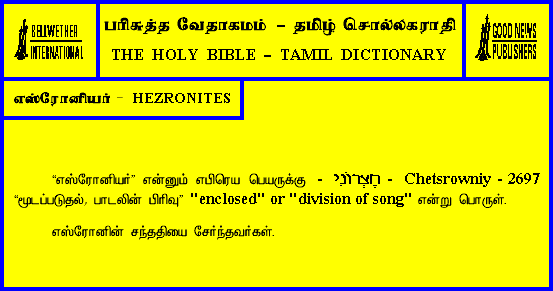 BELLWETHER
INTERNATIONAL
பரிசுத்த வேதாகமம் – தமிழ் சொல்லகராதி
THE HOLY BIBLE – TAMIL DICTIONARY
GOOD NEWS
PUBLISHERS
எஸ்ரோனியர் - HEZRONITES
“எஸ்ரோனியர்” என்னும் எபிரெய பெயருக்கு - חֶצְרוֹנִי - Chetsrowniy - 2697
“மூடப்படுதல், பாடலின் பிரிவு” "enclosed" or "division of song" என்று பொருள்.
எஸ்ரோனின் சந்ததியை சேர்ந்தவர்கள்.